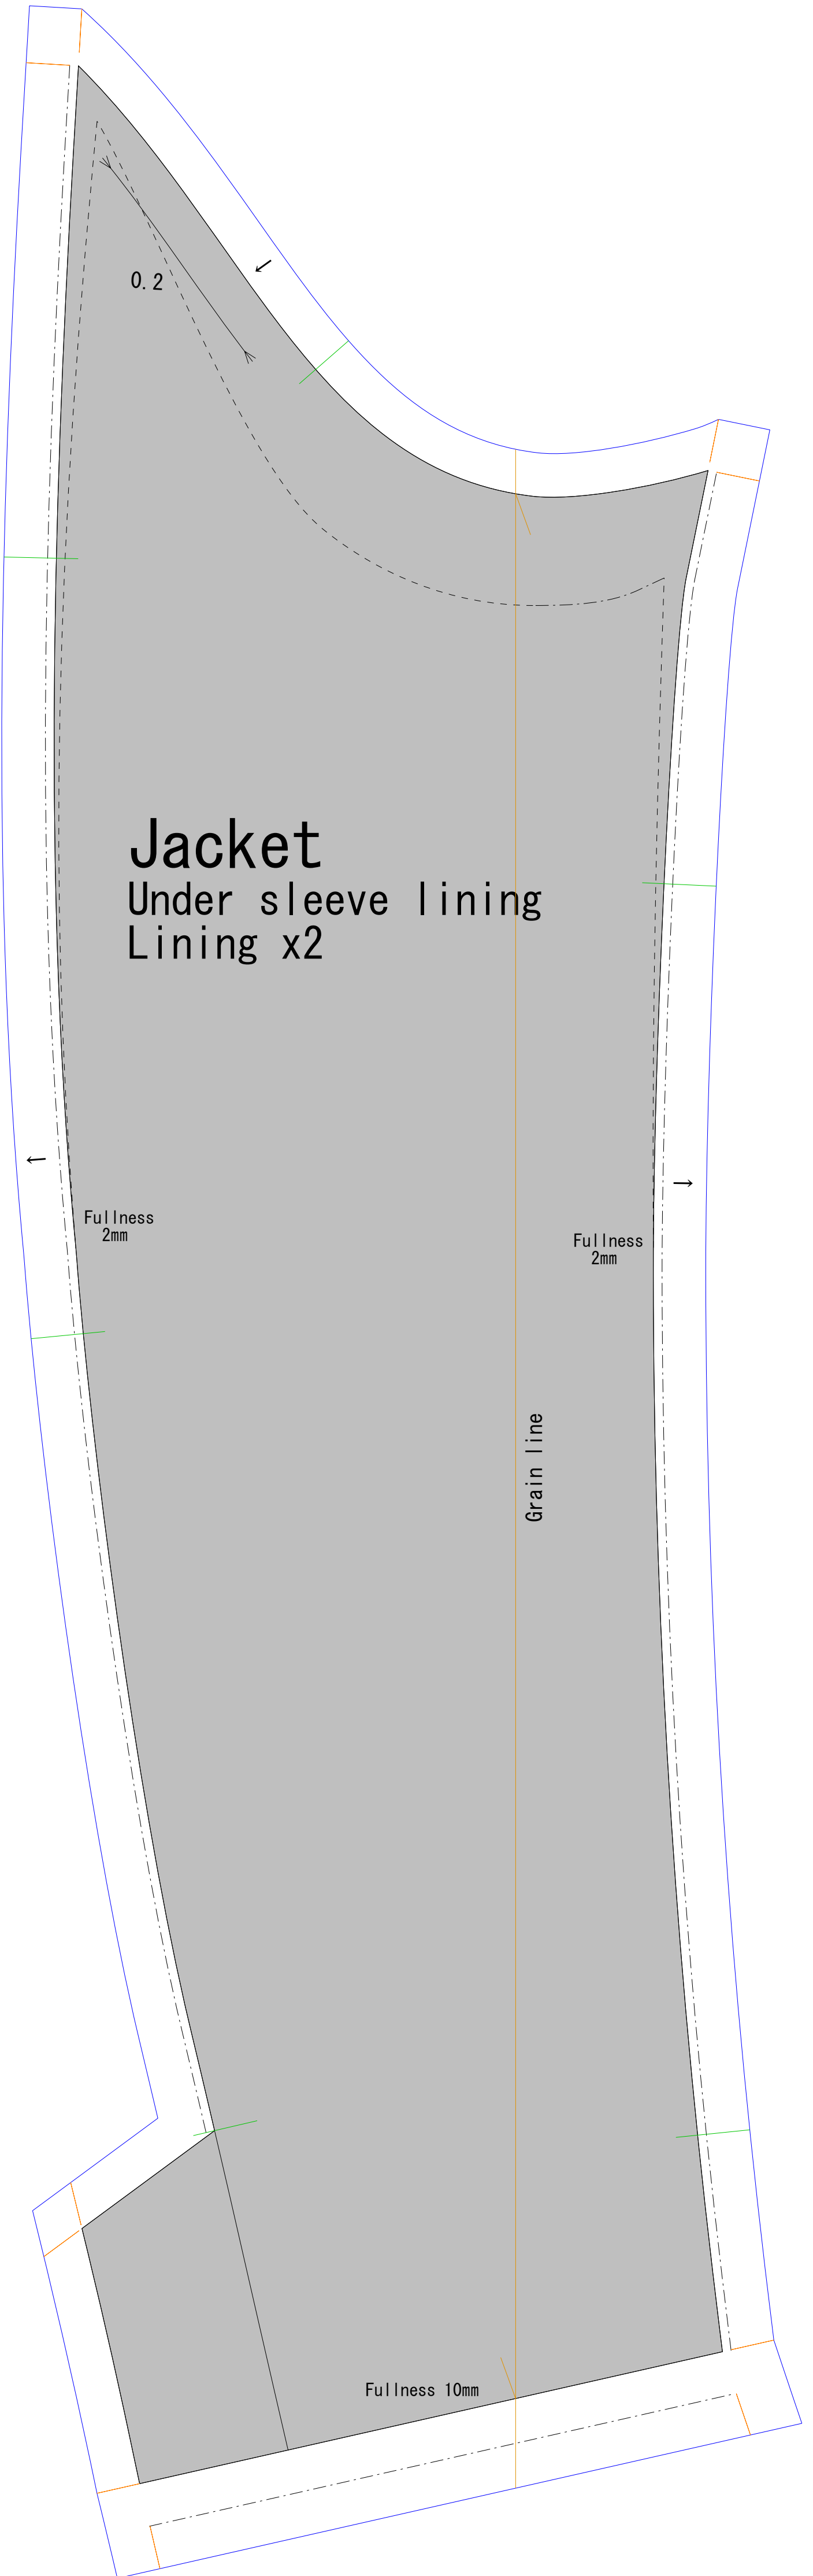 0.2
Jacket
Under sleeve lining
Lining x2
Fullness
2mm
Fullness
2mm
Grain line
Fullness 10mm